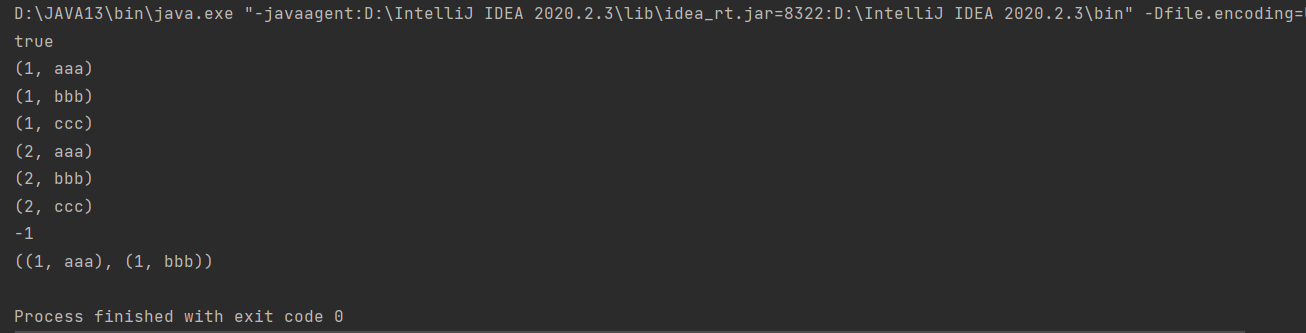 D:\JAVA13\bin\java.exe "-javaagent:D:\IntelliJ IDEA 2020.2.3\lib\idea_rt.jar=8322:D:\IntelliJ IDEA 2020.2.3\bin" -Dfile.encoding=
true
(1, aaa)
(1, bbb)
(1, ccc)
(2, aaa)
(2, bbb)
(2, ccc)
-1
((1, aaa), (1, bbb))
Process finished with exit code 0